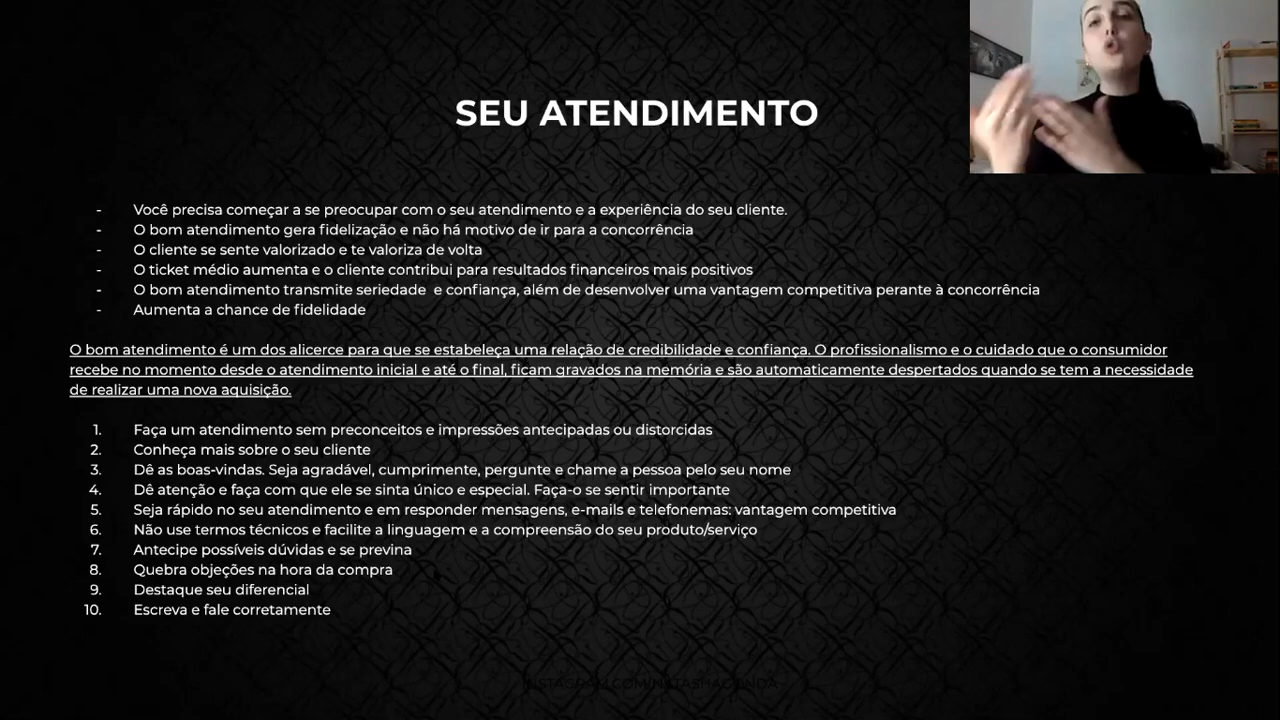 SEU ATENDIMENTO
- Você precisa começar a se preocupar com o seu atendimento e a experiência do seu cliente.
- O bom atendimento gera fidelização e não há motivo de ir para a concorrência
- O cliente se sente valorizado e te valoriza de volta
- O ticket médio aumenta e o cliente contribui para resultados financeiros mais positivos
- O bom atendimento transmite seriedade e confiança, além de desenvolver uma vantagem competitiva perante à concorrência
- Aumenta a chance de fidelidade
O bom atendimento é um dos alicerce para que se estabeleça uma relação de credibilidade e confiança. O profissionalismo e o cuidado que o consumidor
recebe no momento desde o atendimento inicial e até o final, ficam gravados na memória e são automaticamente despertados quando se tem a necessidade
de realizar uma nova aquisição.
1. Faça um atendimento sem preconceitos e impressões antecipadas ou distorcidas
2. Conheça mais sobre o seu cliente
3. Dê as boas-vindas. Seja agradável, cumprimente, pergunte e chame a pessoa pelo seu nome
4. Dê atenção e faça com que ele se sinta único e especial. Faça-o se sentir importante
5. Seja rápido no seu atendimento e em responder mensagens, e-mails e telefonemas: vantagem competitiva
6. Não use termos técnicos e facilite a linguagem e a compreensão do seu produto/serviço
7. Antecipe possíveis dúvidas e se previna
8. Quebra objeções na hora da compra
9. Destaque seu diferencial
10. Escreva e fale corretamente